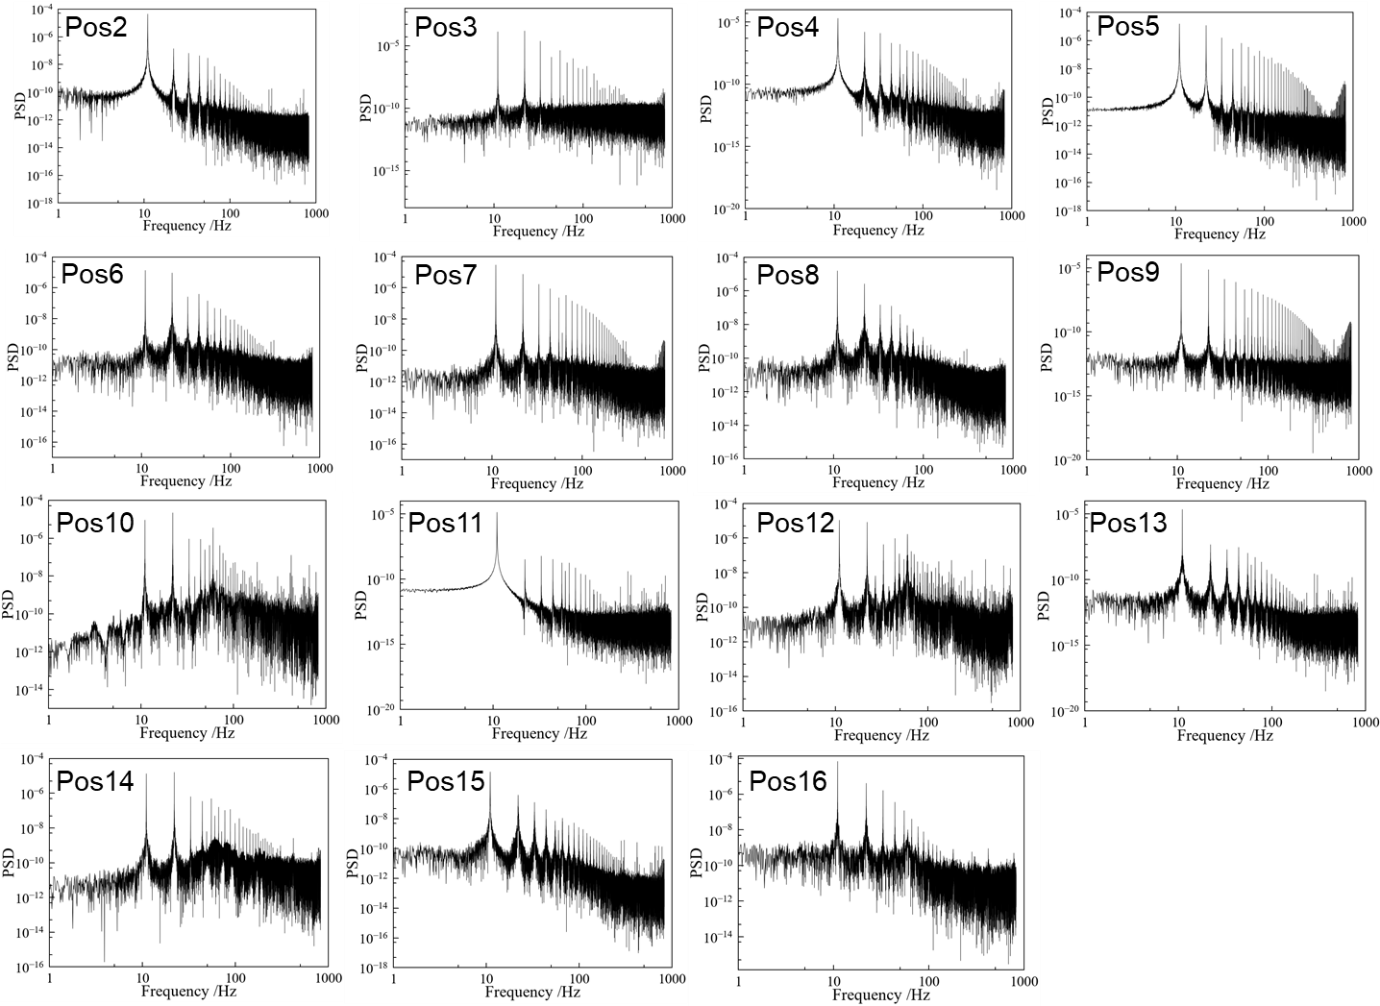 Pos2
PSD
10⁻⁴
10⁻⁶
10⁻⁸
10⁻¹⁰
10⁻¹²
10⁻¹⁴
10⁻¹⁶
10⁻¹⁸
1 10 100 1000
Frequency /Hz
Pos3
PSD
10⁻⁵
10⁻¹⁰
10⁻¹⁵
1 10 100 1000
Frequency /Hz
Pos4
PSD
10⁻⁵
10⁻¹⁰
10⁻¹⁵
10⁻²⁰
1 10 100 1000
Frequency /Hz
Pos5
PSD
10⁻⁴
10⁻⁶
10⁻⁸
10⁻¹⁰
10⁻¹²
10⁻¹⁴
10⁻¹⁶
10⁻¹⁸
1 10 100 1000
Frequency /Hz
Pos6
PSD
10⁻⁴
10⁻⁶
10⁻⁸
10⁻¹⁰
10⁻¹²
10⁻¹⁴
10⁻¹⁶
1 10 100 1000
Frequency /Hz
Pos7
PSD
10⁻⁴
10⁻⁶
10⁻⁸
10⁻¹⁰
10⁻¹²
10⁻¹⁴
10⁻¹⁶
1 10 100 1000
Frequency /Hz
Pos8
PSD
10⁻⁴
10⁻⁶
10⁻⁸
10⁻¹⁰
10⁻¹²
10⁻¹⁴
10⁻¹⁶
1 10 100 1000
Frequency /Hz
Pos9
PSD
10⁻⁵
10⁻¹⁰
10⁻¹⁵
10⁻²⁰
1 10 100 1000
Frequency /Hz
Pos10
PSD
10⁻⁴
10⁻⁶
10⁻⁸
10⁻¹⁰
10⁻¹²
10⁻¹⁴
1 10 100 1000
Frequency /Hz
Pos11
PSD
10⁻⁵
10⁻¹⁰
10⁻¹⁵
10⁻²⁰
1 10 100 1000
Frequency /Hz
Pos12
PSD
10⁻⁴
10⁻⁶
10⁻⁸
10⁻¹⁰
10⁻¹²
10⁻¹⁴
10⁻¹⁶
1 10 100 1000
Frequency /Hz
Pos13
PSD
10⁻⁵
10⁻¹⁰
10⁻¹⁵
10⁻²⁰
1 10 100 1000
Frequency /Hz
Pos14
PSD
10⁻⁴
10⁻⁶
10⁻⁸
10⁻¹⁰
10⁻¹²
10⁻¹⁴
10⁻¹⁶
1 10 100 1000
Frequency /Hz
Pos15
PSD
10⁻⁴
10⁻⁶
10⁻⁸
10⁻¹⁰
10⁻¹²
10⁻¹⁴
10⁻¹⁶
10⁻¹⁸
1 10 100 1000
Frequency /Hz
Pos16
PSD
10⁻⁴
10⁻⁶
10⁻⁸
10⁻¹⁰
10⁻¹²
10⁻¹⁴
1 10 100 1000
Frequency /Hz